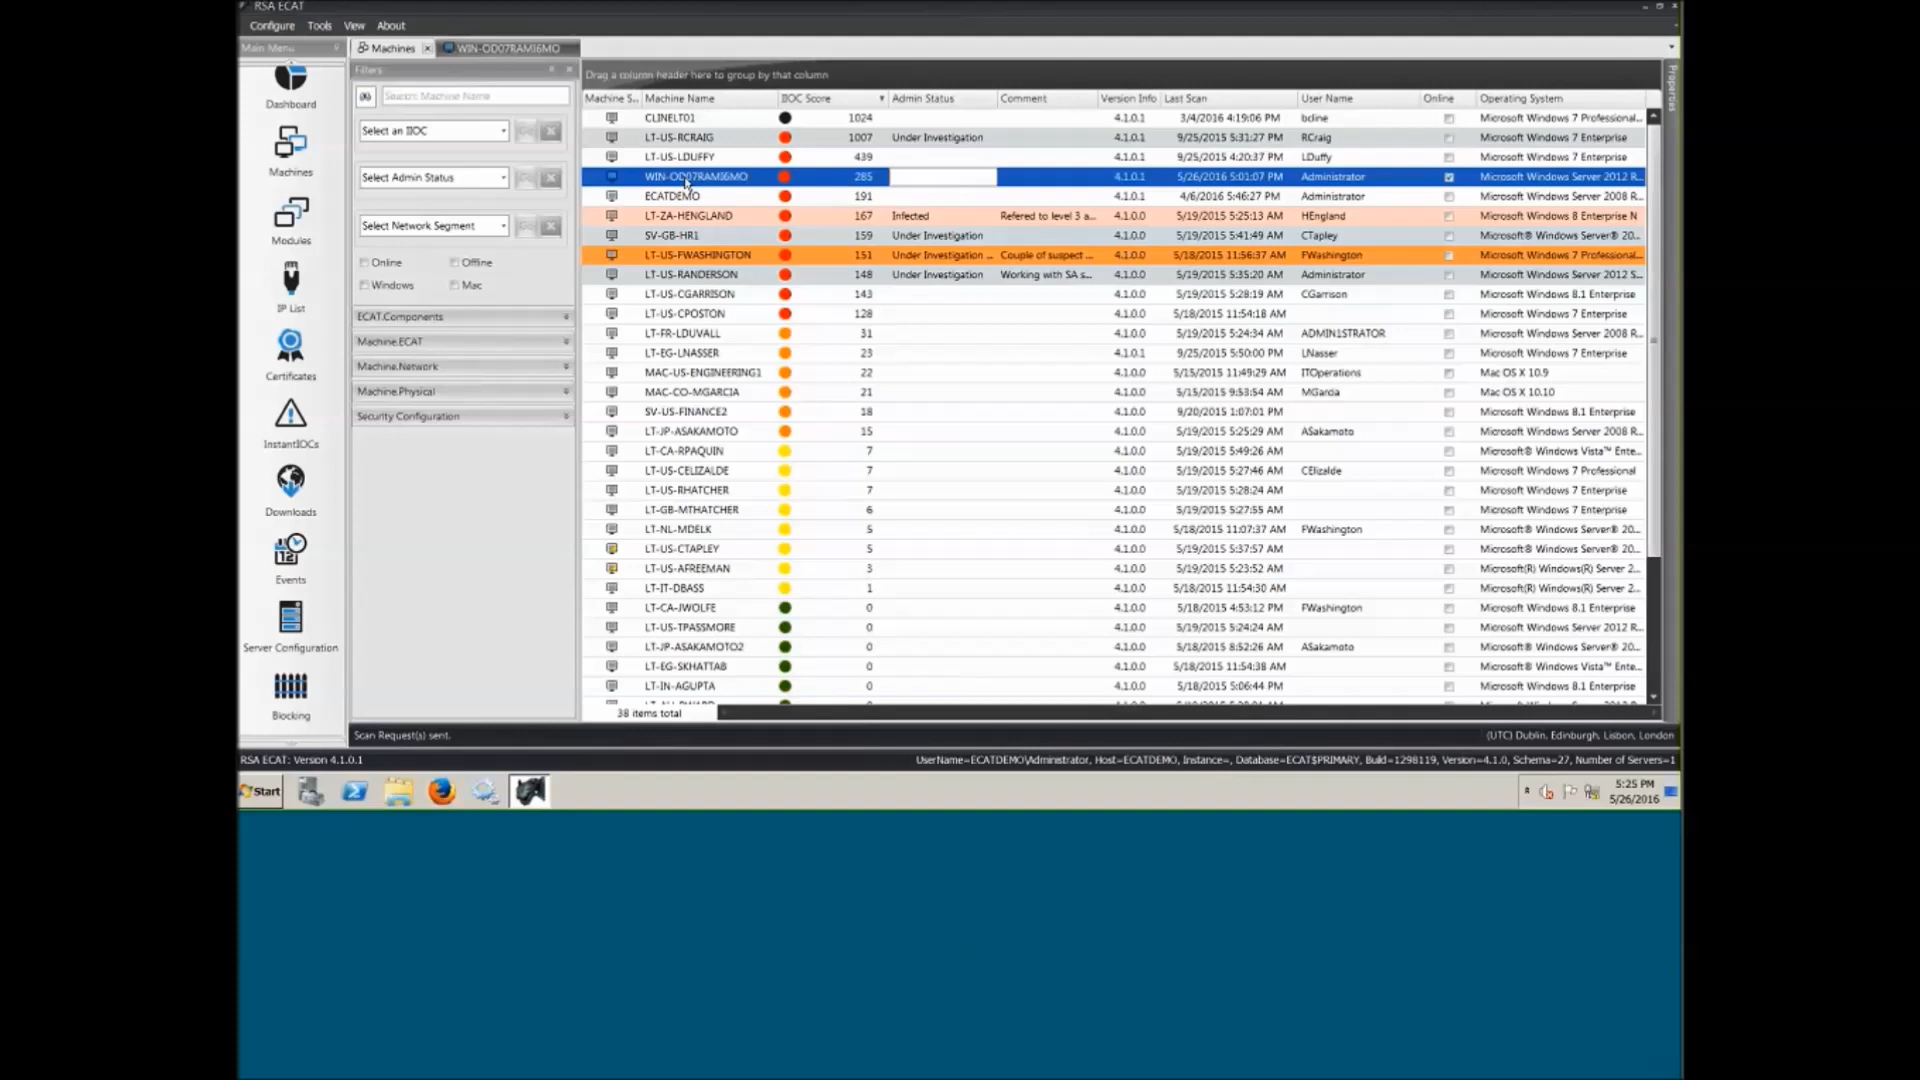 RSA ECAT
Configure Tools View About
Main Menu
Machines WIN-OD07RAMI6MO
Filters
Drag a column header here to group by that column
Search: Machine Name
Machine S... Machine Name IIOC Score Admin Status Comment Version Info Last Scan User Name Online Operating System
Properties
Dashboard
Machines
Modules
IP List
Certificates
InstantIOCs
Downloads
Events
Server Configuration
Blocking
Select an IIOC
Select Admin Status
Select Network Segment
Online Offline
Windows Mac
ECAT.Components
Machine.ECAT
Machine.Network
Machine.Physical
Security Configuration
CLINELT01 1024 4.1.0.1 3/4/2016 4:19:06 PM bcline Microsoft Windows 7 Professional...
LT-US-RCRAIG 1007 Under Investigation 4.1.0.1 9/25/2015 5:31:27 PM RCraig Microsoft Windows 7 Enterprise
LT-US-LDUFFY 439 4.1.0.1 9/25/2015 4:20:37 PM LDuffy Microsoft Windows 7 Enterprise
WIN-OD07RAMI6MO 285 4.1.0.1 5/26/2016 5:01:07 PM Administrator Microsoft Windows Server 2012 R...
ECATDEMO 191 4.1.0.1 4/6/2016 5:46:27 PM Administrator Microsoft Windows Server 2008 R...
LT-ZA-HENGLAND 167 Infected Refered to level 3 a... 4.1.0.0 5/19/2015 5:25:13 AM HEngland Microsoft Windows 8 Enterprise N
SV-GB-HR1 159 Under Investigation 4.1.0.0 5/19/2015 5:41:49 AM CTapley Microsoft® Windows Server® 20...
LT-US-FWASHINGTON 151 Under Investigation ... Couple of suspect ... 4.1.0.0 5/18/2015 11:56:37 AM FWashington Microsoft Windows 7 Professional...
LT-US-RANDERSON 148 Under Investigation Working with SA s... 4.1.0.0 5/19/2015 5:35:20 AM Administrator Microsoft Windows Server 2012 S...
LT-US-CGARRISON 143 4.1.0.0 5/19/2015 5:28:19 AM CGarrison Microsoft Windows 8.1 Enterprise
LT-US-CPOSTON 128 4.1.0.0 5/18/2015 11:54:18 AM Microsoft Windows 7 Enterprise
LT-FR-LDUVALL 31 4.1.0.0 5/19/2015 5:24:34 AM ADMIN1STRATOR Microsoft Windows Server 2008 R...
LT-EG-LNASSER 23 4.1.0.1 9/25/2015 5:50:00 PM LNasser Microsoft Windows 7 Enterprise
MAC-US-ENGINEERING1 22 4.1.0.0 5/15/2015 11:49:29 AM ITOperations Mac OS X 10.9
MAC-CO-MGARCIA 21 4.1.0.0 5/15/2015 9:53:54 AM MGarcia Mac OS X 10.10
SV-US-FINANCE2 18 4.1.0.0 9/20/2015 1:07:01 PM Microsoft Windows 8.1 Enterprise
LT-JP-ASAKAMOTO 15 4.1.0.0 5/19/2015 5:25:29 AM ASakamoto Microsoft Windows Server 2008 R...
LT-CA-RPAQUIN 7 4.1.0.0 5/19/2015 5:49:26 AM Microsoft® Windows Vista™ Ente...
LT-US-CELIZALDE 7 4.1.0.0 5/19/2015 5:27:46 AM CElizalde Microsoft Windows 7 Professional
LT-US-RHATCHER 7 4.1.0.0 5/19/2015 5:28:24 AM Microsoft Windows 7 Enterprise
LT-GB-MTHATCHER 6 4.1.0.0 5/19/2015 5:27:55 AM Microsoft Windows 7 Enterprise
LT-NL-MDELK 5 4.1.0.0 5/18/2015 11:07:37 AM FWashington Microsoft® Windows Server® 20...
LT-US-CTAPLEY 5 4.1.0.0 5/19/2015 5:37:57 AM Microsoft® Windows Server® 20...
LT-US-AFREEMAN 3 4.1.0.0 5/19/2015 5:23:52 AM Microsoft(R) Windows(R) Server 2...
LT-IT-DBASS 1 4.1.0.0 5/18/2015 11:54:30 AM Microsoft(R) Windows(R) Server 2...
LT-CA-JWOLFE 0 4.1.0.0 5/18/2015 4:53:12 PM FWashington Microsoft Windows 8.1 Enterprise
LT-US-TPASSMORE 0 4.1.0.0 5/19/2015 5:24:24 AM Microsoft Windows Server 2012 R...
LT-JP-ASAKAMOTO2 0 4.1.0.0 5/18/2015 8:52:26 AM ASakamoto Microsoft® Windows Server® 20...
LT-EG-SKHATTAB 0 4.1.0.0 5/18/2015 11:54:38 AM Microsoft® Windows Vista™ Ente...
LT-IN-AGUPTA 0 4.1.0.0 5/18/2015 5:06:44 PM Microsoft Windows 8.1 Enterprise
38 items total
Scan Request(s) sent. (UTC) Dublin, Edinburgh, Lisbon, London
RSA ECAT: Version 4.1.0.1 UserName=ECATDEMO\Administrator, Host=ECATDEMO, Instance=, Database=ECAT$PRIMARY, Build=1298119, Version=4.1.0, Schema=27, Number of Servers=1
Start
5:25 PM
5/26/2016